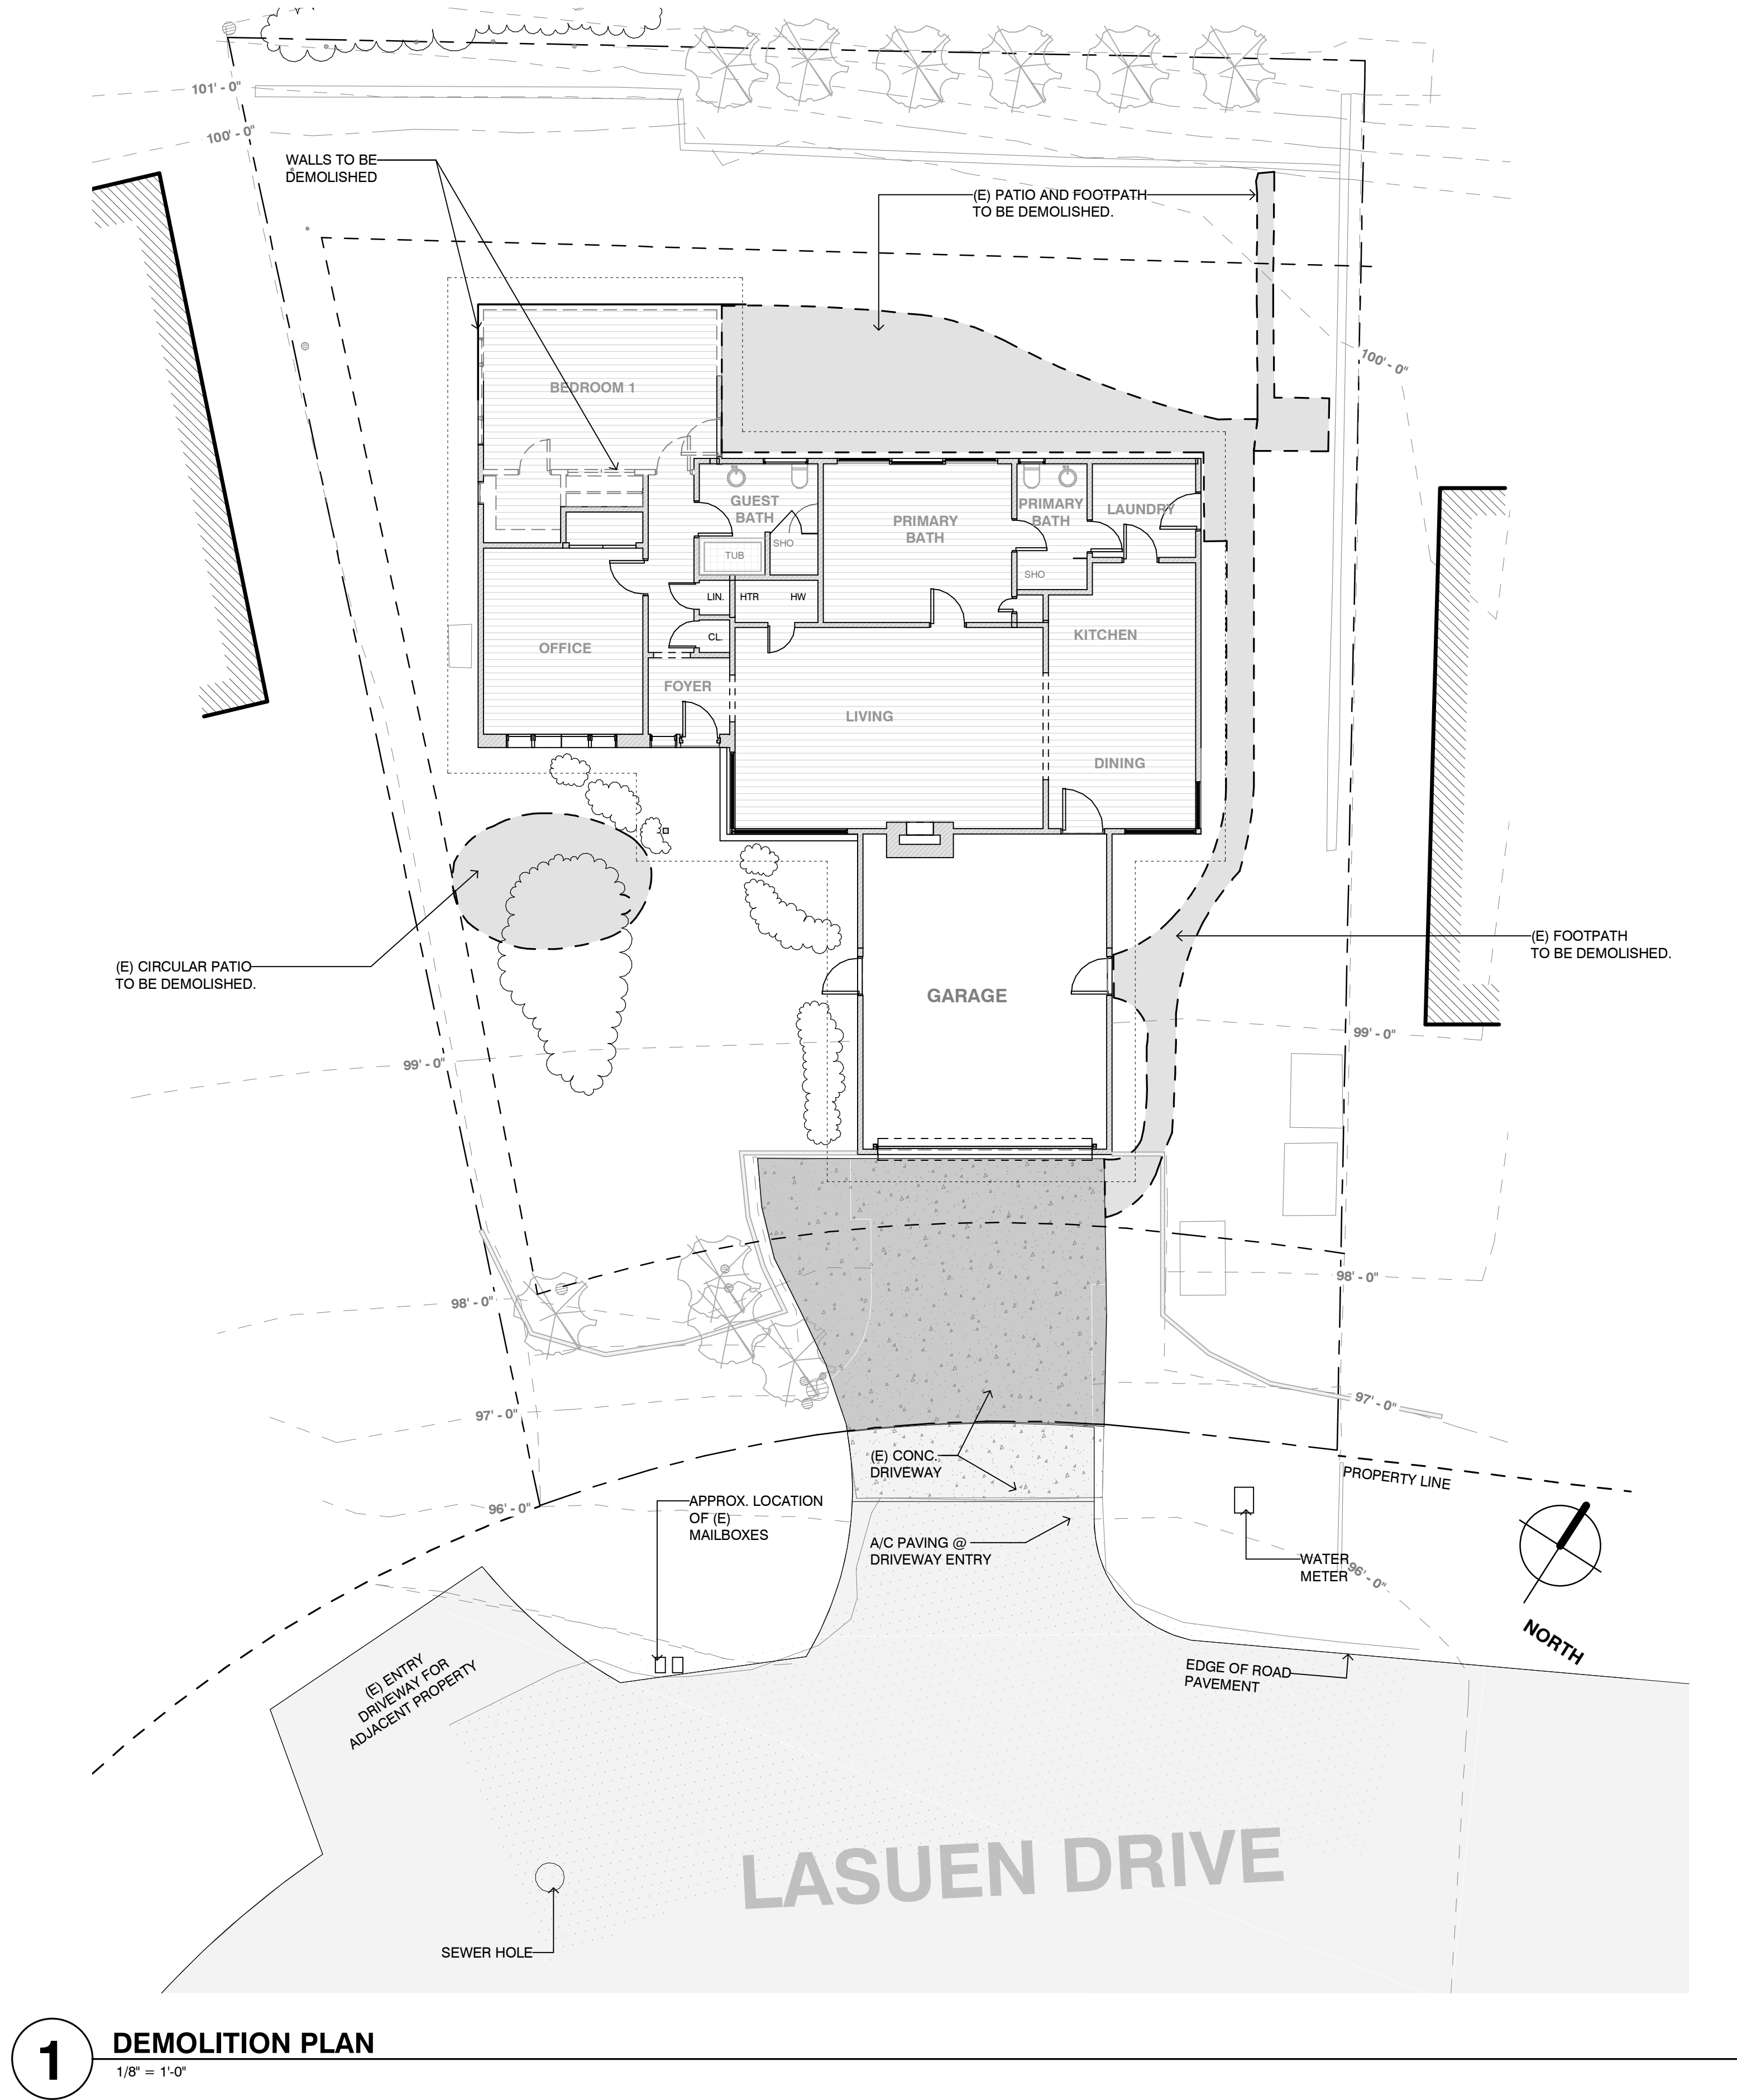 101' - 0"
100' - 0"
WALLS TO BE
DEMOLISHED
(E) PATIO AND FOOTPATH
TO BE DEMOLISHED.
100' - 0"
BEDROOM 1
GUEST
BATH
PRIMARY
BATH
PRIMARY
BATH
LAUNDRY
SHO
TUB
SHO
LIN.
HTR
HW
CL.
KITCHEN
OFFICE
FOYER
LIVING
DINING
(E) FOOTPATH
TO BE DEMOLISHED.
(E) CIRCULAR PATIO
TO BE DEMOLISHED.
GARAGE
99' - 0"
99' - 0"
98' - 0"
98' - 0"
97' - 0"
97' - 0"
(E) CONC.
DRIVEWAY
PROPERTY LINE
96' - 0"
APPROX. LOCATION
OF (E)
MAILBOXES
A/C PAVING @
DRIVEWAY ENTRY
WATER
METER
96' - 0"
NORTH
(E) ENTRY
DRIVEWAY FOR
ADJACENT PROPERTY
EDGE OF ROAD
PAVEMENT
LASUEN DRIVE
SEWER HOLE
1
DEMOLITION PLAN
1/8" = 1'-0"